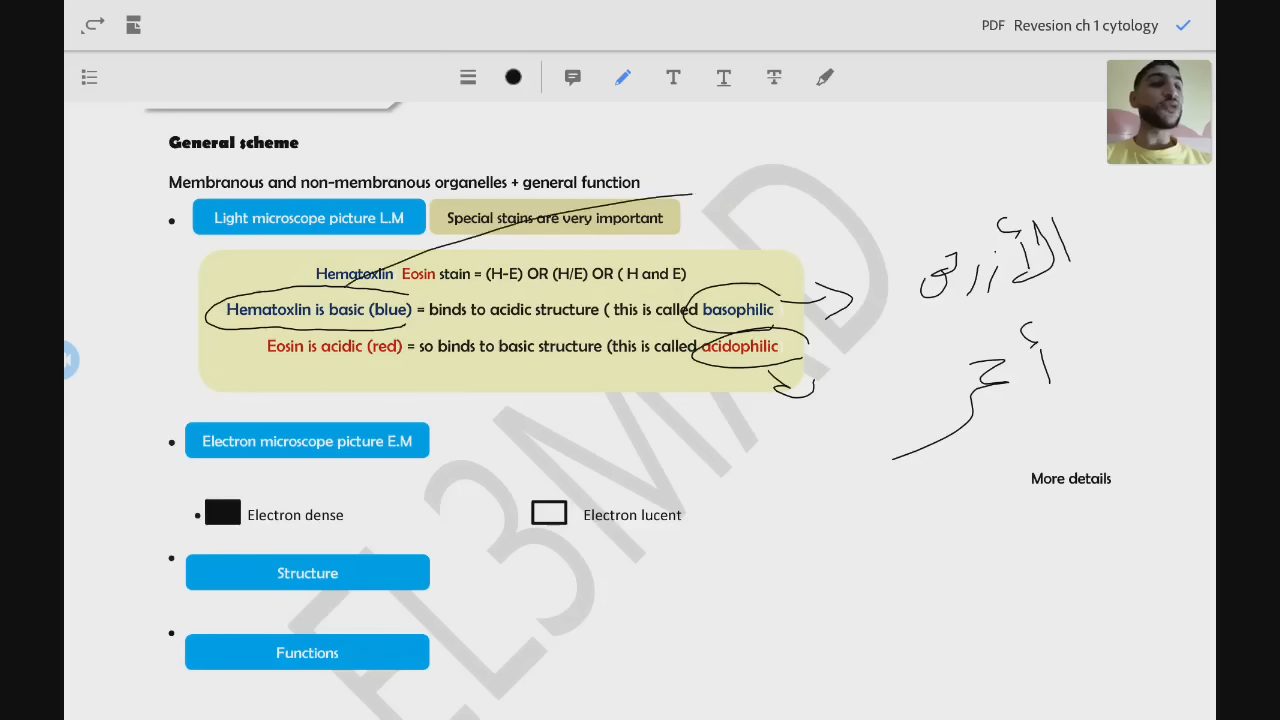 PDF Revesion ch 1 cytology
General scheme
Membranous and non-membranous organelles + general function
Light microscope picture L.M
Special stains are very important
Hematoxlin Eosin stain = (H-E) OR (H/E) OR ( H and E)
Hematoxlin is basic (blue) = binds to acidic structure ( this is called basophilic
Eosin is acidic (red) = so binds to basic structure (this is called acidophilic
الأزرق
أحمر
Electron microscope picture E.M
More details
Electron dense
Electron lucent
Structure
Functions
EL3MAD